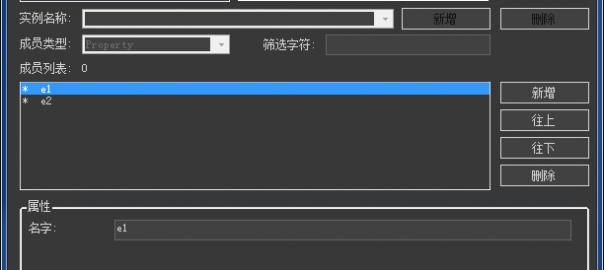 实例名称: 新增 删除
成员类型: Property 筛选字符:
成员列表: 0
* e1
* e2
新增
往上
往下
删除
属性
名字: e1